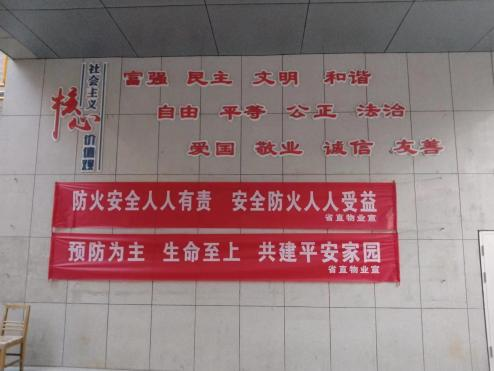 社会主义
核心
价值观
富强 民主 文明 和谐
自由 平等 公正 法治
爱国 敬业 诚信 友善
防火安全人人有责 安全防火人人受益
省直物业宣
预防为主 生命至上 共建平安家园
省直物业宣